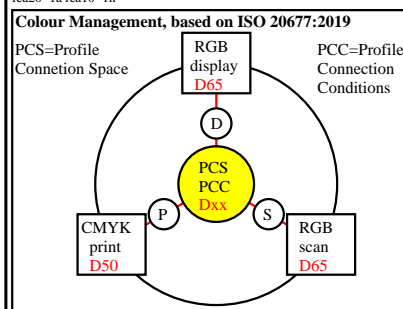 Colour Management, based on ISO 20677:2019
PCS=Profile
Connetion Space
PCC=Profile
Connection
Conditions
RGB
display
D65
D
PCS
PCC
Dxx
P
S
CMYK
print
D50
RGB
scan
D65